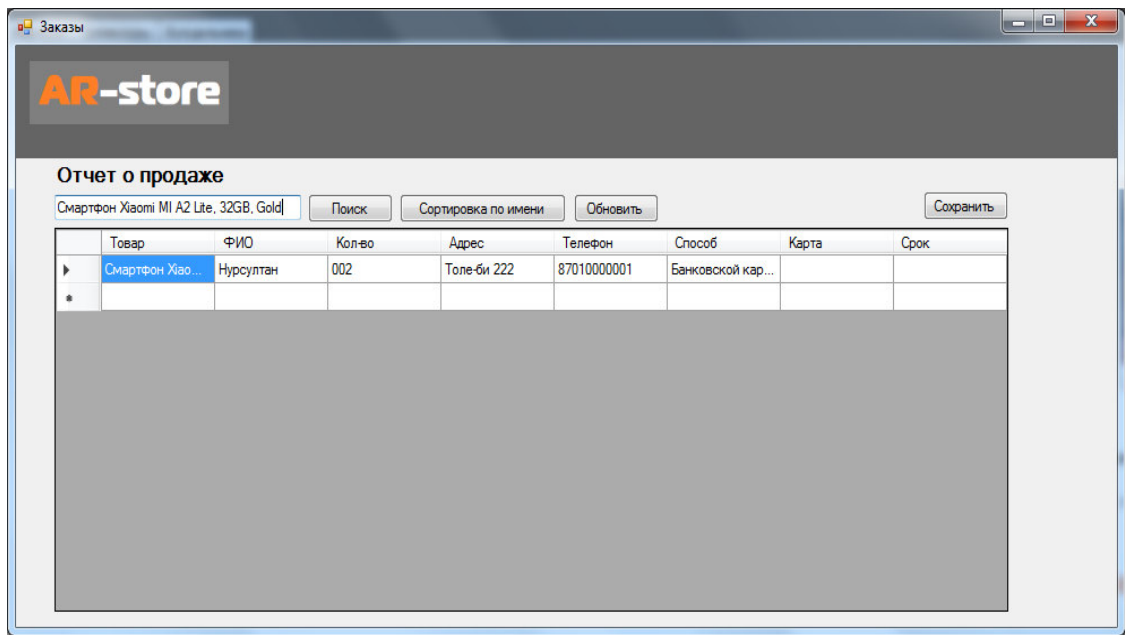 Заказы
AR-store
Отчет о продаже
Смартфон Xiaomi MI A2 Lite, 32GB, Gold Поиск Сортировка по имени Обновить Сохранить
Товар ФИО Кол-во Адрес Телефон Способ Карта Срок
Смартфон Xiao... Нурсултан 002 Толе-би 222 87010000001 Банковской кар...